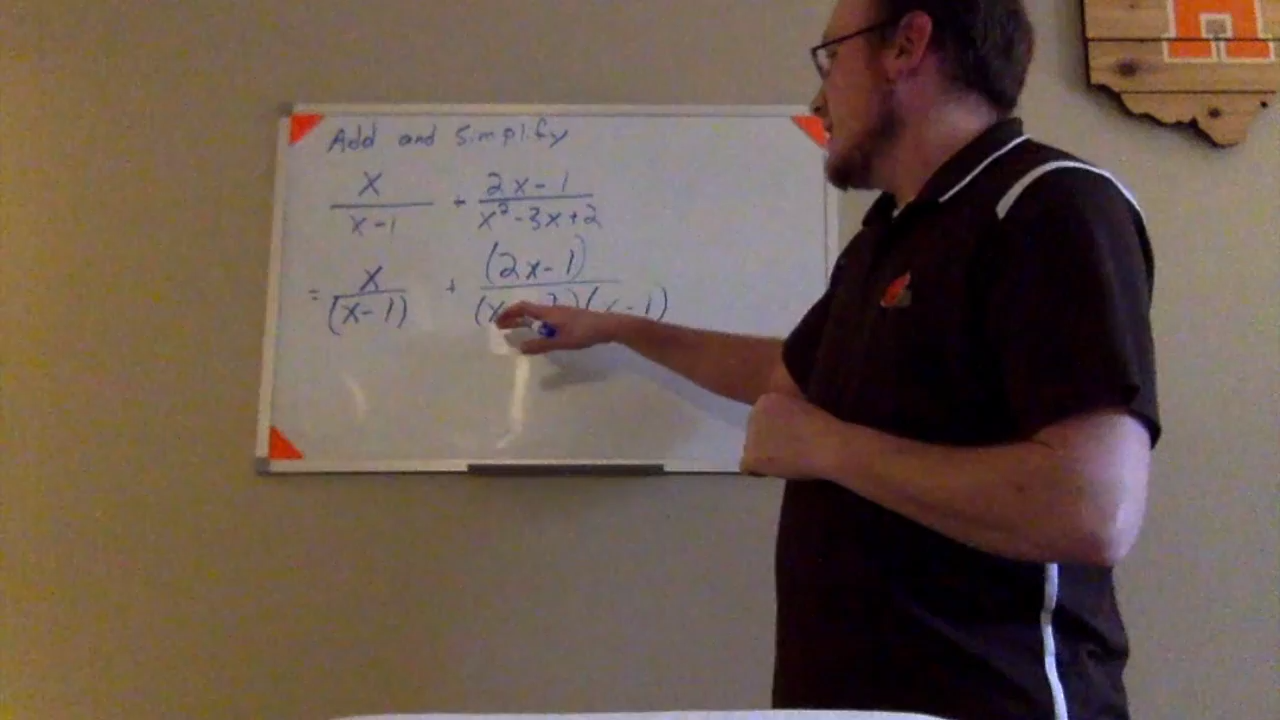 Add and Simplify
x/(x-1) + (2x-1)/(x²-3x+2)
= x/(x-1) + (2x-1)/(x-2)(x-1)